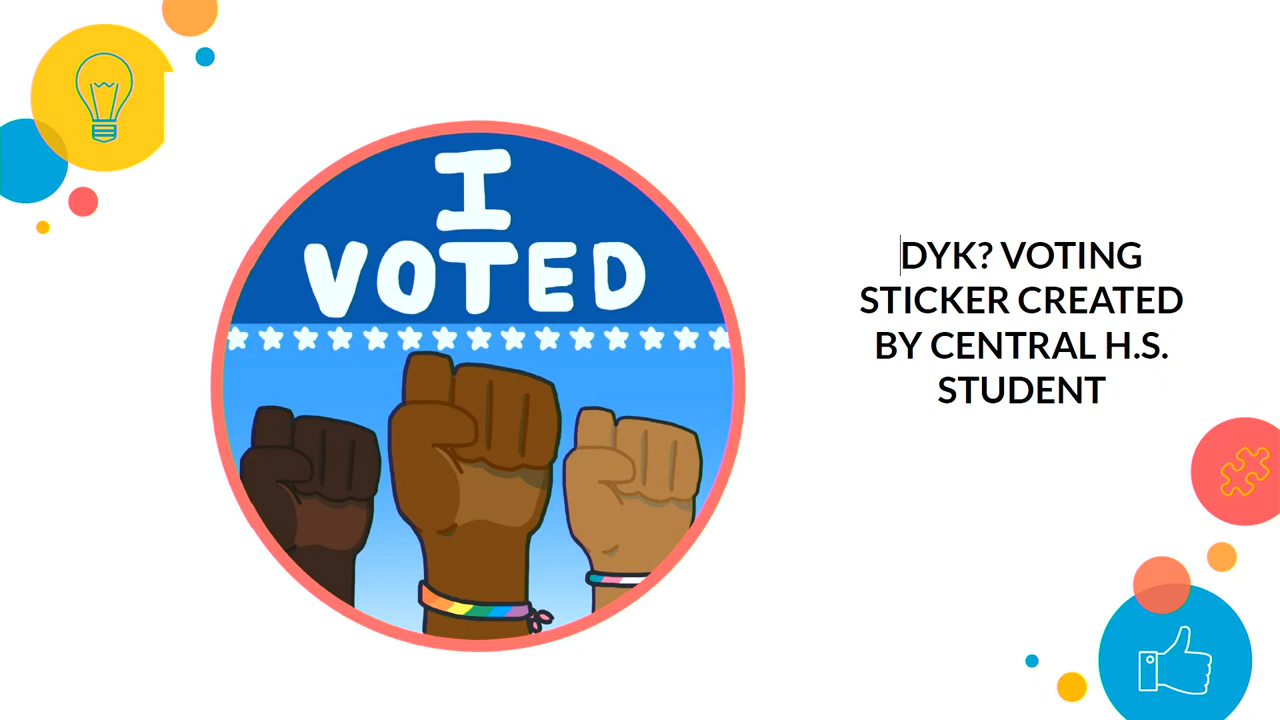 I
VOTED
DYK? VOTING
STICKER CREATED
BY CENTRAL H.S.
STUDENT